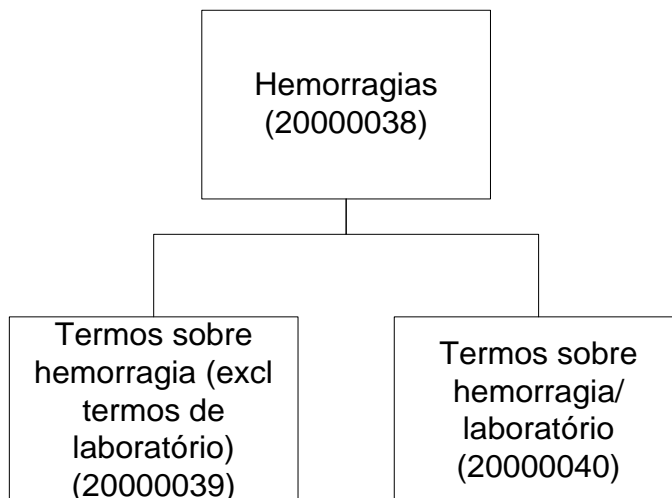 Hemorragias
(20000038)
Termos sobre
hemorragia (excl
termos de
laboratório)
(20000039)
Termos sobre
hemorragia/
laboratório
(20000040)